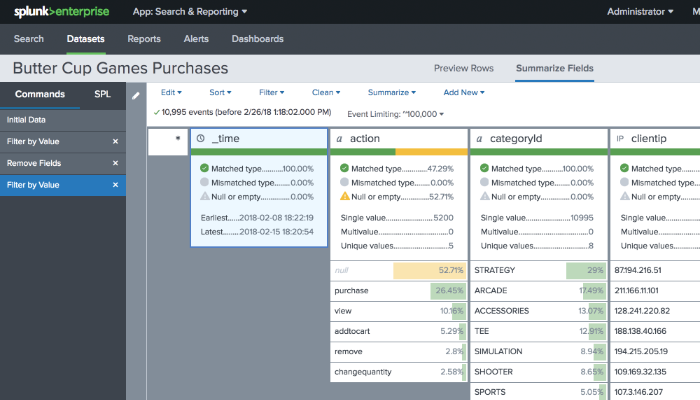 splunk>enterprise App: Search & Reporting Administrator M
Search Datasets Reports Alerts Dashboards
Butter Cup Games Purchases Preview Rows Summarize Fields
Commands SPL Edit Sort Filter Clean Summarize Add New
10,995 events (before 2/26/18 1:18:02.000 PM) Event Limiting: ~100,000
Initial Data
Filter by Value
Remove Fields
Filter by Value
* _time a action a categoryId IP clientip
Matched type...........100.00% Matched type............47.29% Matched type...........100.00% Matched type
Mismatched type...0.00% Mismatched type...0.00% Mismatched type...0.00% Mismatched type
Null or empty............0.00% Null or empty...........52.71% Null or empty............0.00% Null or empty
Earliest.....2018-02-08 18:22:19 Single value................5200 Single value..............10995 Single value
Latest........2018-02-15 18:20:54 Multivalue........................0 Multivalue........................0 Multivalue
Unique values.................5 Unique values.................8 Unique values
null 52.71% STRATEGY 29% 87.194.216.51
purchase 26.45% ARCADE 17.49% 211.166.11.101
view 10.16% ACCESSORIES 13.07% 128.241.220.82
addtocart 5.29% TEE 12.91% 188.138.40.166
remove 2.8% SIMULATION 8.94% 194.215.205.19
changequantity 2.58% SHOOTER 8.65% 109.169.32.135
SPORTS 5.05% 107.3.146.207